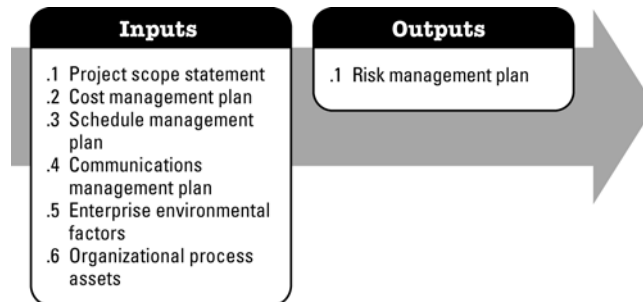 Inputs
.1 Project scope statement
.2 Cost management plan
.3 Schedule management
plan
.4 Communications
management plan
.5 Enterprise environmental
factors
.6 Organizational process
assets
Outputs
.1 Risk management plan